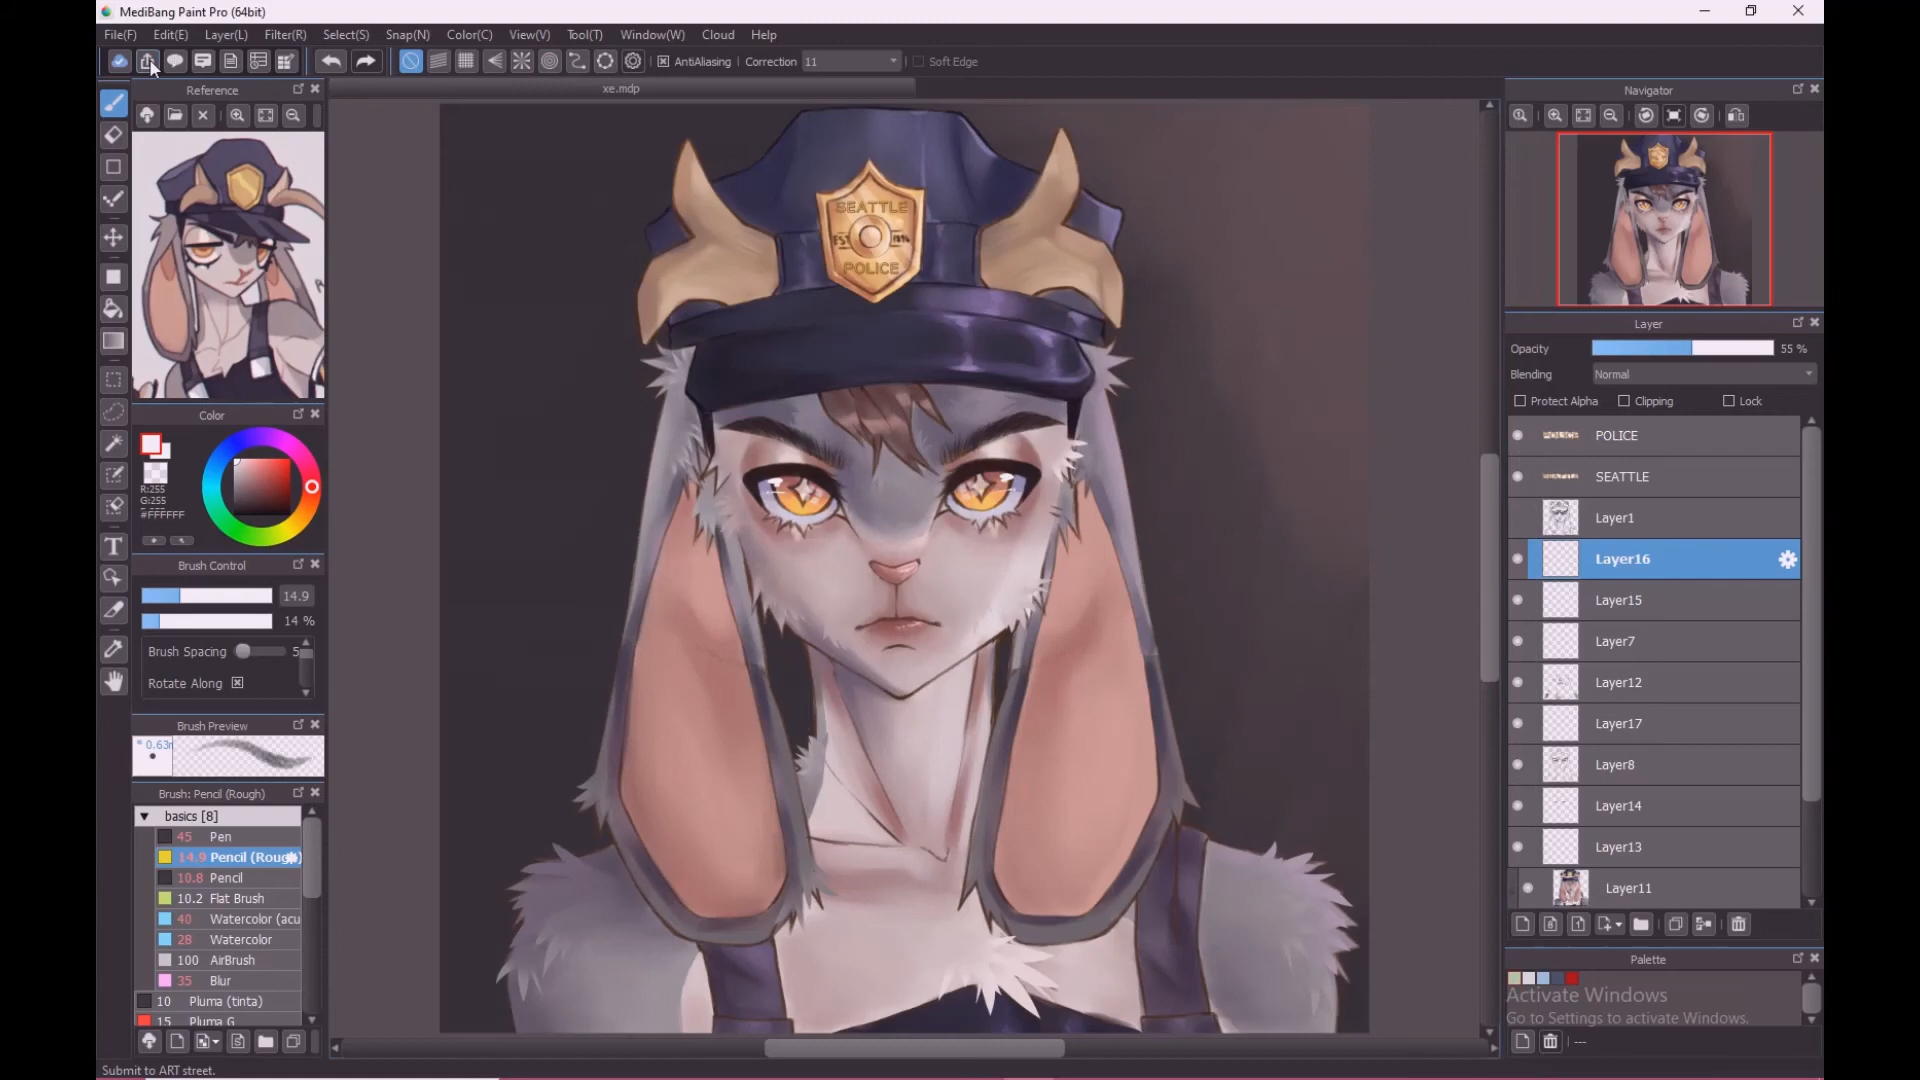 MediBang Paint Pro (64bit)
File(F) Edit(E) Layer(L) Filter(R) Select(S) Snap(N) Color(C) View(V) Tool(T) Window(W) Cloud Help
AntiAliasing Correction 11 Soft Edge
Reference
xe.mdp
Navigator
SEATTLE
EST
POLICE
Color
R:255
G:255
#FFFFFF
Brush Control
14.9
14 %
Brush Spacing 5
Rotate Along
Brush Preview
* 0.63
Brush: Pencil (Rough)
basics [8]
45 Pen
14.9 Pencil (Rough)
10.8 Pencil
10.2 Flat Brush
40 Watercolor (acu
28 Watercolor
100 AirBrush
35 Blur
10 Pluma (tinta)
15 Pluma G
Layer
Opacity 55 %
Blending Normal
Protect Alpha Clipping Lock
POLICE
SEATTLE
Layer1
Layer16
Layer15
Layer7
Layer12
Layer17
Layer8
Layer14
Layer13
Layer11
Palette
Activate Windows
Go to Settings to activate Windows.
---
Submit to ART street.